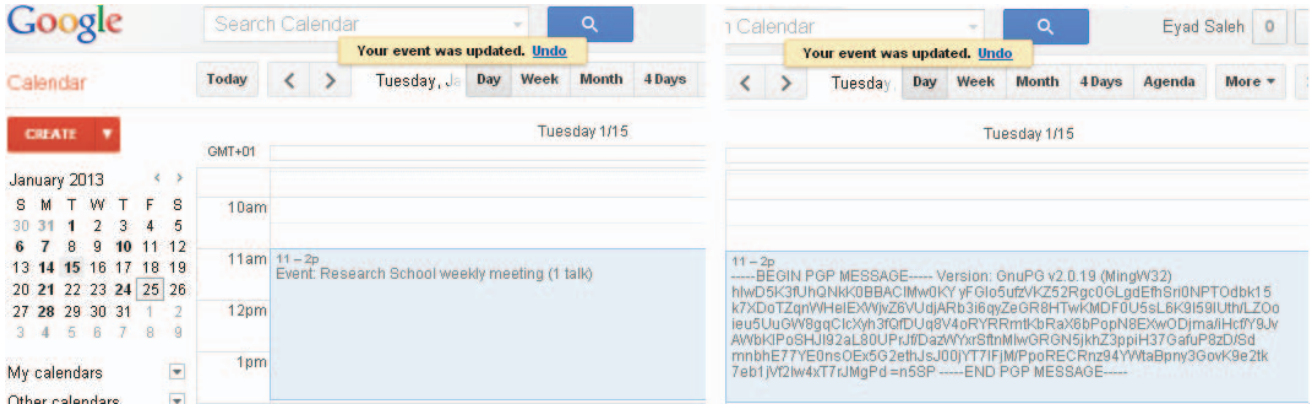 Google
Search Calendar
Your event was updated. Undo
Calendar
Today < > Tuesday, Ja Day Week Month 4 Days
CREATE
Tuesday 1/15
GMT+01
January 2013 < >
S M T W T F S
30 31 1 2 3 4 5
6 7 8 9 10 11 12
13 14 15 16 17 18 19
20 21 22 23 24 25 26
27 28 29 30 31 1 2
3 4 5 6 7 8 9
My calendars
Other calendars
10am
11am
12pm
1pm
11 – 2p
Event: Research School weekly meeting (1 talk)
Calendar
Eyad Saleh 0
Your event was updated. Undo
< > Tuesday Day Week Month 4 Days Agenda More
Tuesday 1/15
11 – 2p
-----BEGIN PGP MESSAGE----- Version: GnuPG v2.0.19 (MingW32)
7eb1jVf2lw4xT7rJMgPd =n5SP -----END PGP MESSAGE-----